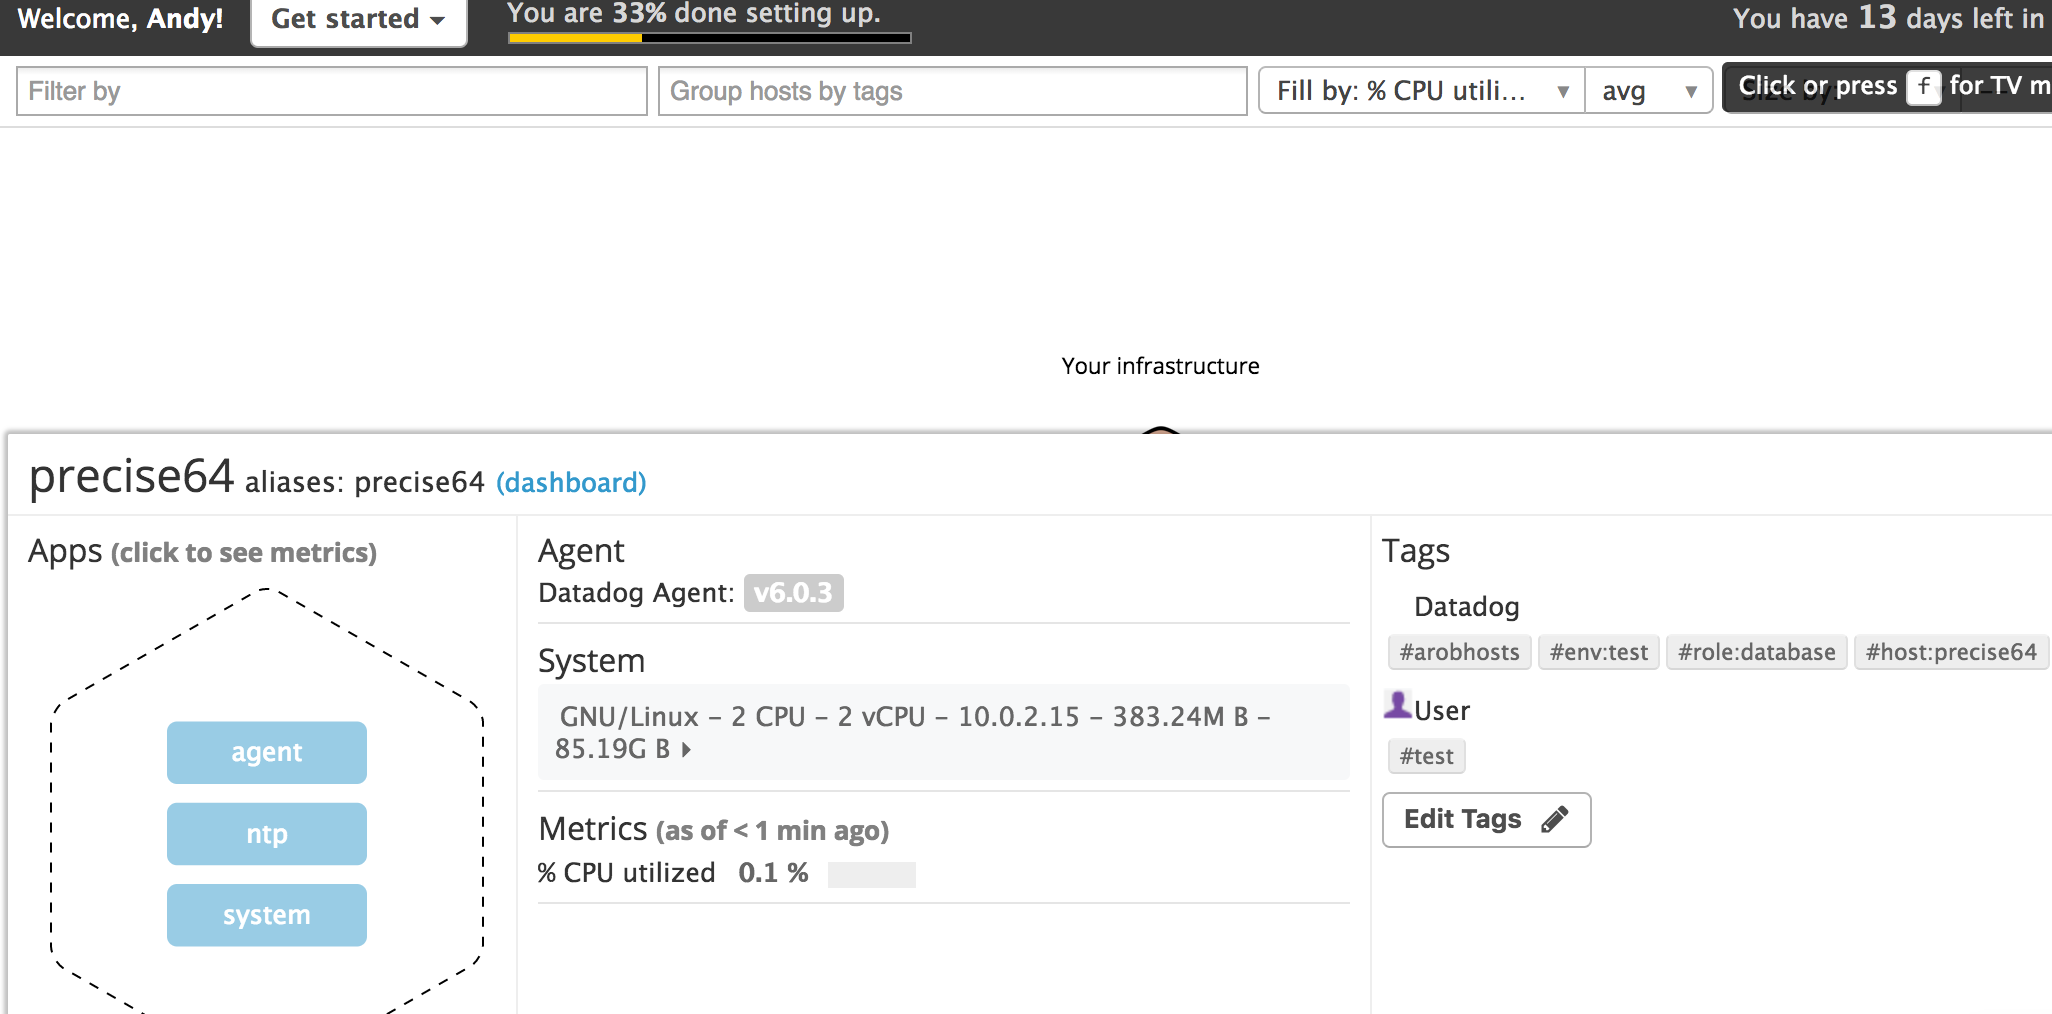 Welcome, Andy!
Get started
You are 33% done setting up.
You have 13 days left in
Filter by
Group hosts by tags
Fill by: % CPU utili...
avg
Click or press f for TV m
Your infrastructure
precise64 aliases: precise64 (dashboard)
Apps (click to see metrics)
agent
ntp
system
Agent
Datadog Agent: v6.0.3
System
GNU/Linux – 2 CPU – 2 vCPU – 10.0.2.15 – 383.24M B –
85.19G B
Metrics (as of < 1 min ago)
% CPU utilized 0.1 %
Tags
Datadog
#arobhosts #env:test #role:database #host:precise64
User
#test
Edit Tags